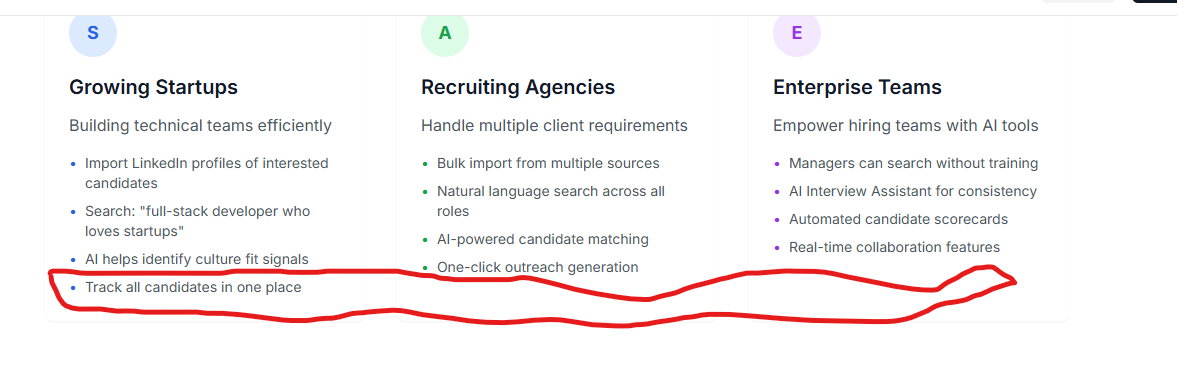 S
Growing Startups
Building technical teams efficiently
Import LinkedIn profiles of interested
candidates
Search: "full-stack developer who
loves startups"
AI helps identify culture fit signals
Track all candidates in one place
A
Recruiting Agencies
Handle multiple client requirements
Bulk import from multiple sources
Natural language search across all
roles
AI-powered candidate matching
One-click outreach generation
E
Enterprise Teams
Empower hiring teams with AI tools
Managers can search without training
AI Interview Assistant for consistency
Automated candidate scorecards
Real-time collaboration features